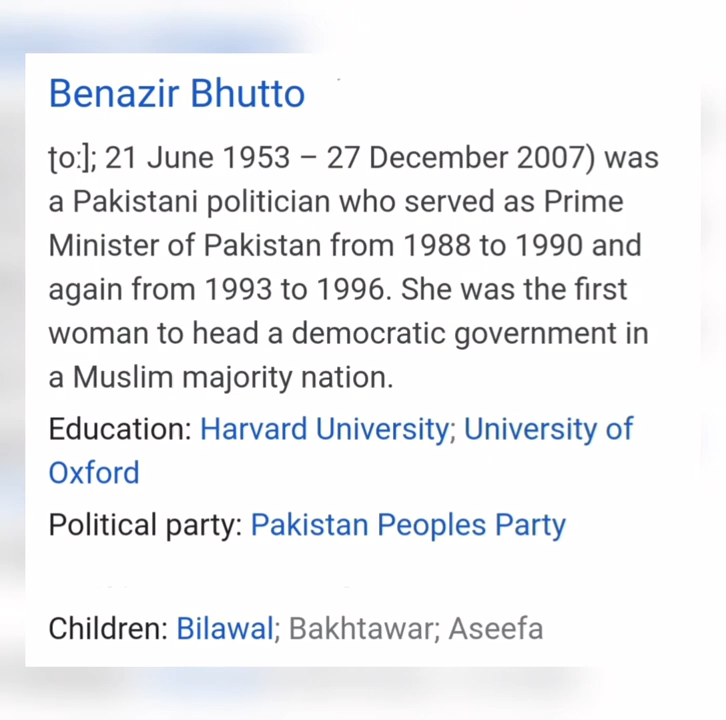 Benazir Bhutto
ʈoː]; 21 June 1953 – 27 December 2007) was
a Pakistani politician who served as Prime
Minister of Pakistan from 1988 to 1990 and
again from 1993 to 1996. She was the first
woman to head a democratic government in
a Muslim majority nation.
Education: Harvard University; University of
Oxford
Political party: Pakistan Peoples Party
Children: Bilawal; Bakhtawar; Aseefa